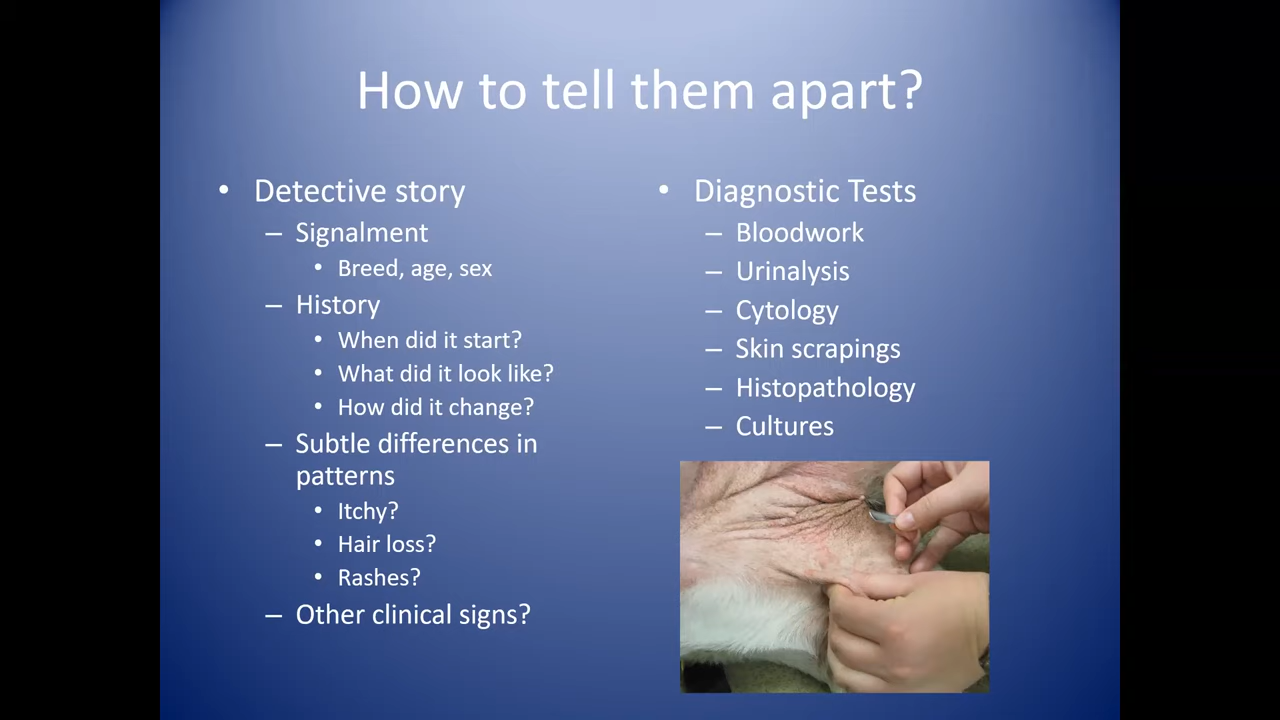 How to tell them apart?
• Detective story
– Signalment
• Breed, age, sex
– History
• When did it start?
• What did it look like?
• How did it change?
– Subtle differences in
patterns
• Itchy?
• Hair loss?
• Rashes?
– Other clinical signs?
• Diagnostic Tests
– Bloodwork
– Urinalysis
– Cytology
– Skin scrapings
– Histopathology
– Cultures